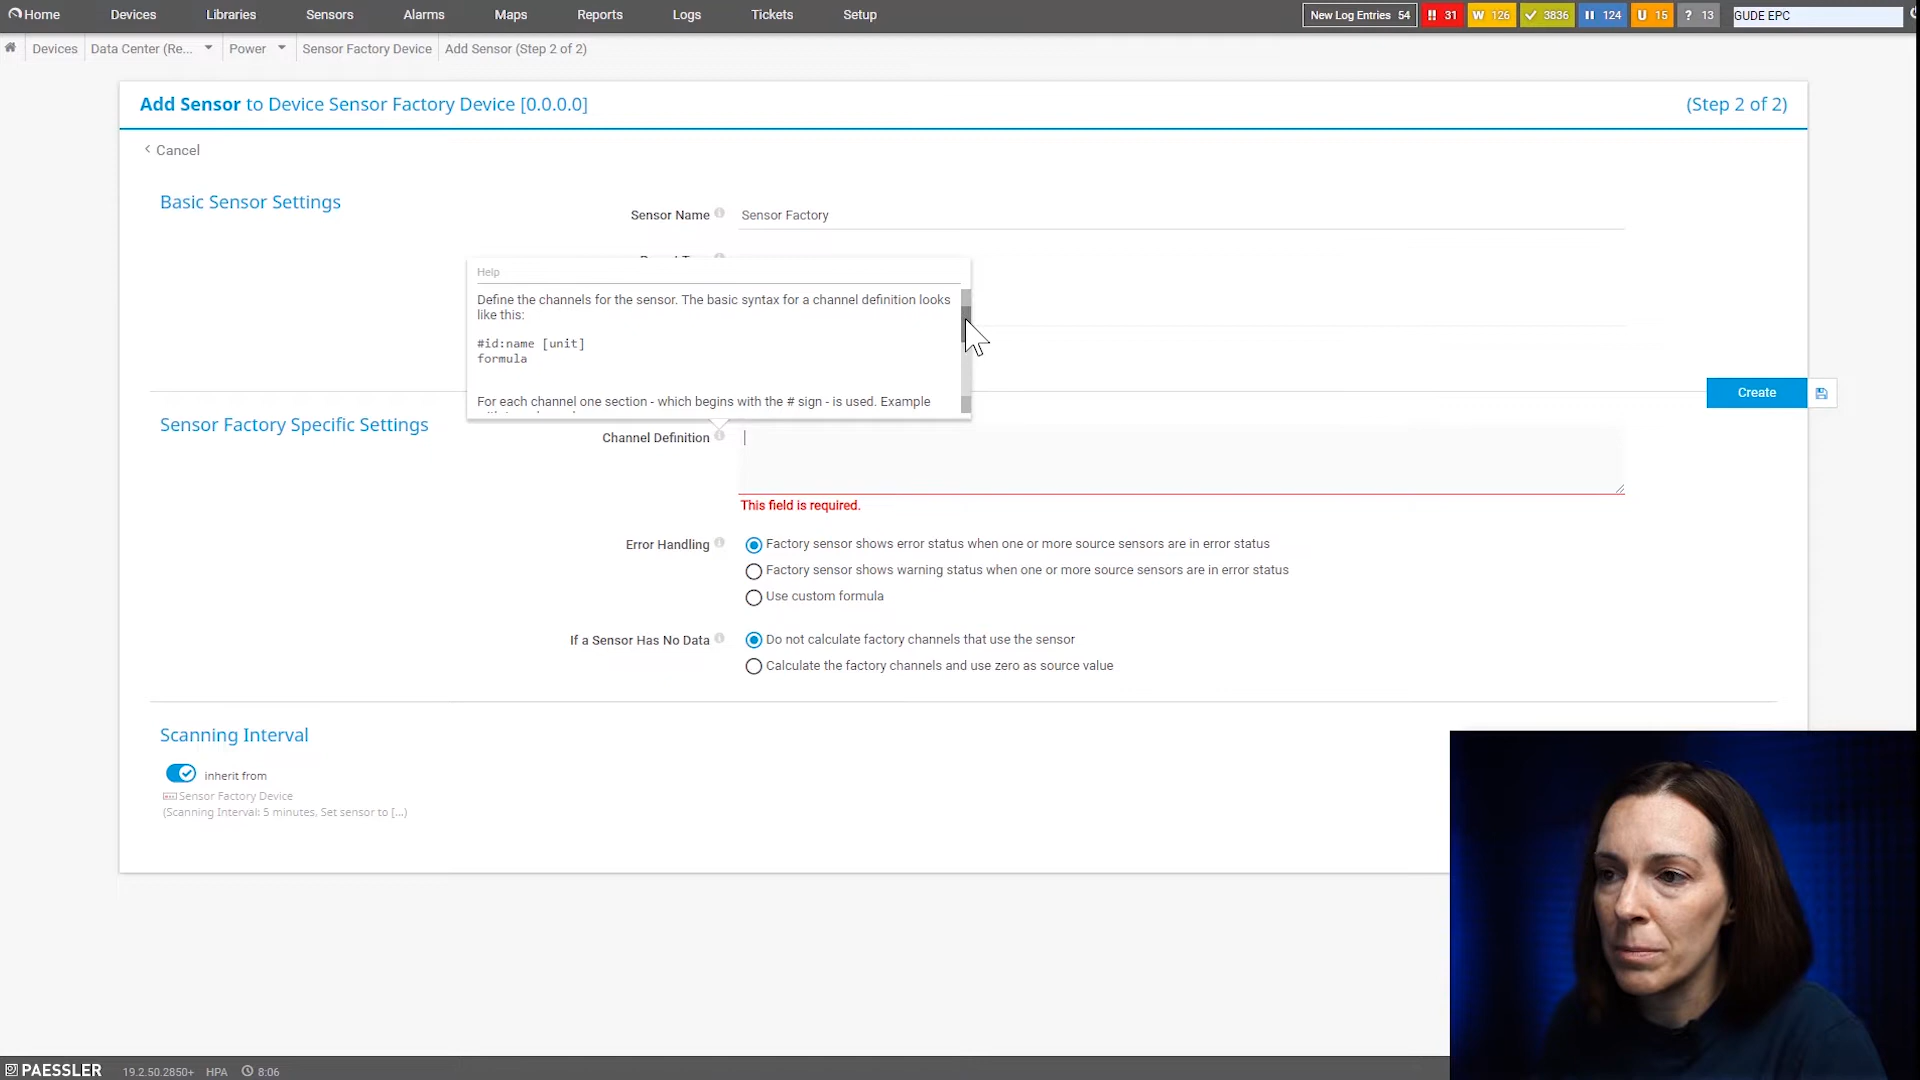 Home
Devices
Libraries
Sensors
Alarms
Maps
Reports
Logs
Tickets
Setup
New Log Entries 54
!! 31
W 126
3836
124
U 15
? 13
GUDE EPC
Devices
Data Center (Re...
Power
Sensor Factory Device
Add Sensor (Step 2 of 2)
Add Sensor to Device Sensor Factory Device [0.0.0.0]
(Step 2 of 2)
< Cancel
Basic Sensor Settings
Sensor Name
Sensor Factory
Help
Define the channels for the sensor. The basic syntax for a channel definition looks
like this:
#id:name [unit]
formula
For each channel one section - which begins with the # sign - is used. Example
Create
Sensor Factory Specific Settings
Channel Definition
This field is required.
Error Handling
Factory sensor shows error status when one or more source sensors are in error status
Factory sensor shows warning status when one or more source sensors are in error status
Use custom formula
If a Sensor Has No Data
Do not calculate factory channels that use the sensor
Calculate the factory channels and use zero as source value
Scanning Interval
inherit from
Sensor Factory Device
(Scanning Interval: 5 minutes, Set sensor to [...])
PAESSLER
19.2.50.2850+
HPA
8:06